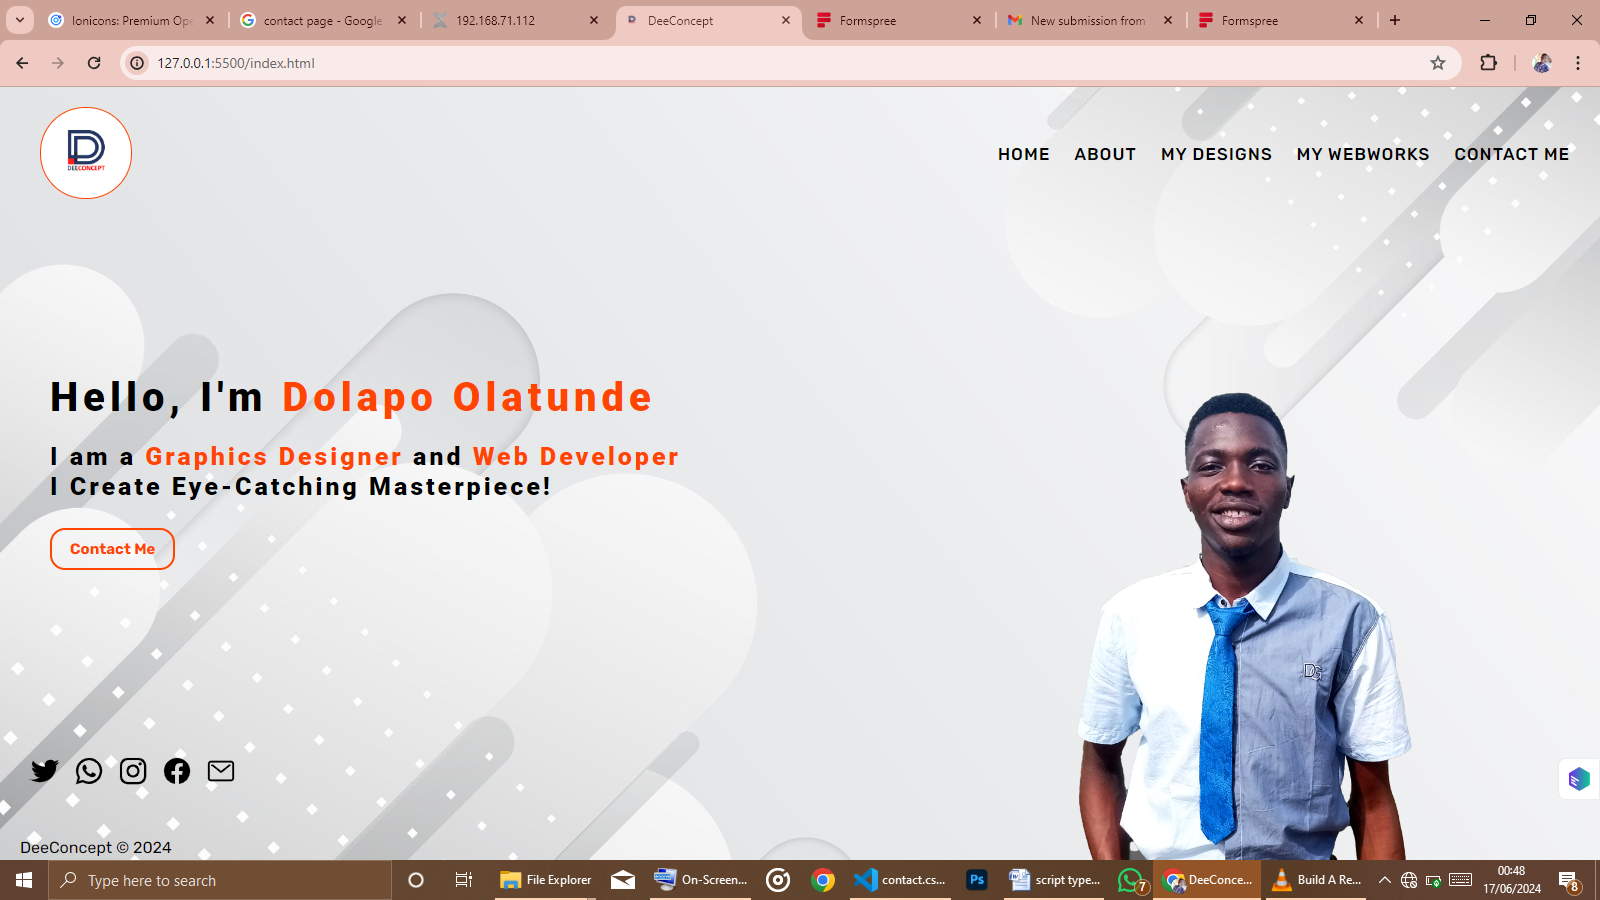 Ionicons: Premium Ope
contact page - Google
192.168.71.112
DeeConcept
Formspree
New submission from
Formspree
127.0.0.1:5500/index.html
D
DEECONCEPT
HOME ABOUT MY DESIGNS MY WEBWORKS CONTACT ME
Hello, I'm Dolapo Olatunde
I am a Graphics Designer and Web Developer
I Create Eye-Catching Masterpiece!
Contact Me
DG
DeeConcept © 2024
Type here to search
File Explorer
On-Screen...
contact.cs...
Ps
script type...
7
DeeConce...
Build A Re...
00:48
17/06/2024
8